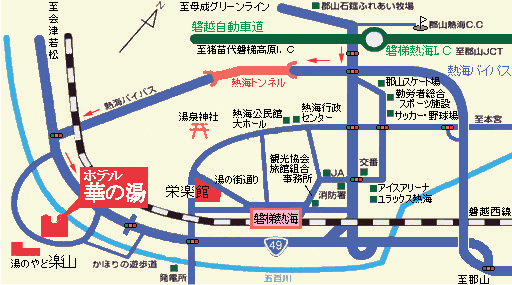 至母成グリーンライン
郡山石筵ふれあい牧場
磐越自動車道
郡山熱海C.C
至会津若松
至猪苗代磐梯高原I.C
磐梯熱海I.C
至郡山JCT
熱海トンネル
熱海バイパス
熱海バイパス
郡山スケート場
勤労者総合
スポーツ施設
サッカー・野球場
湯泉神社
熱海公民館
大ホール
熱海行政
センター
至本宮
観光協会
旅館組合
事務所
湯の街通り
JA
交番
消防署
アイスアリーナ
ユラックス熱海
ホテル
華の湯
栄楽館
磐梯熱海
磐越西線
49
湯のやど楽山
かほりの遊歩道
発電所
五百川
至郡山